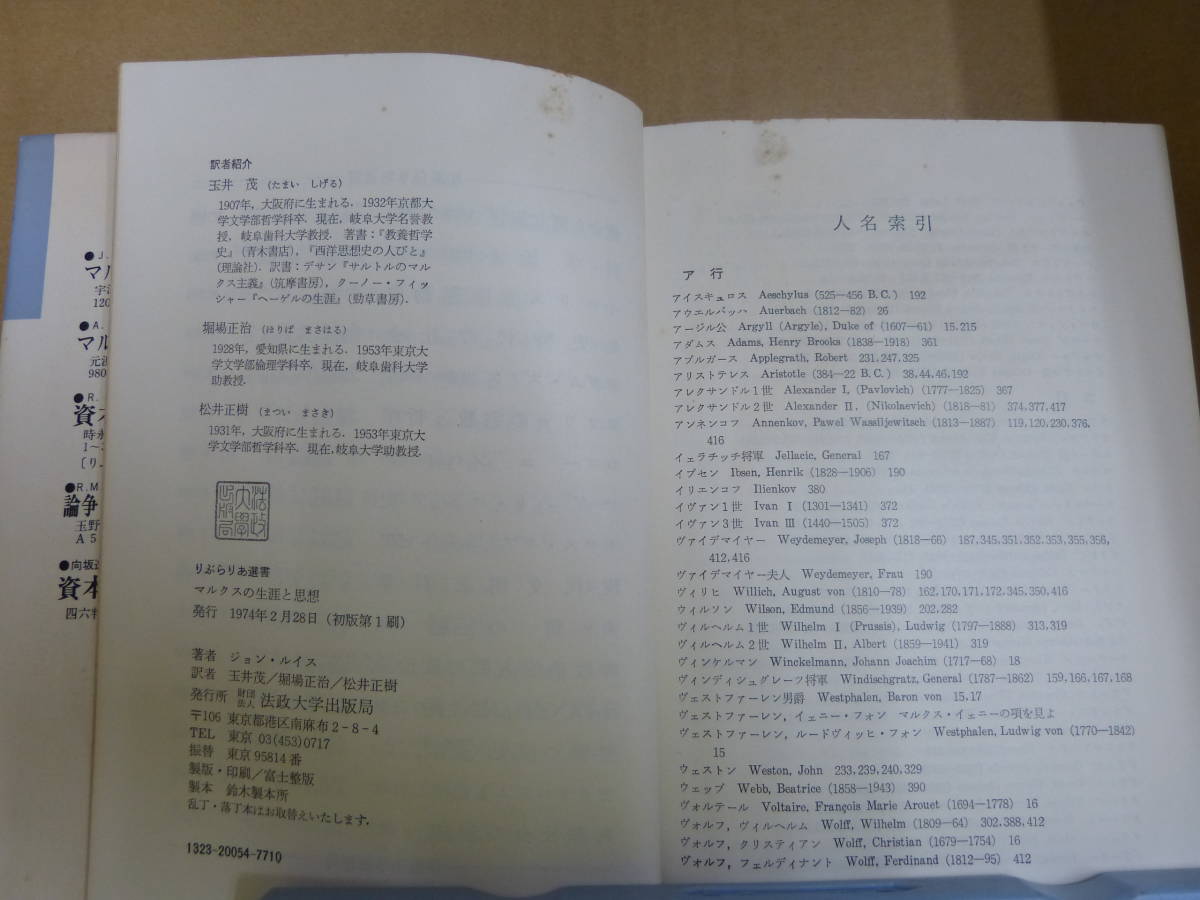 ●J.
マル
宇
120
●A.
マル
元
980
●R.
資本
時永
1～3
●R.M
論争
玉野
A5
●向坂逸
資本
四六判
訳者紹介
玉井 茂 (たまい しげる)
1907年，大阪府に生まれる．1932年京都大
学文学部哲学科卒．現在，岐阜大学名誉教
授，岐阜歯科大学教授．著書：『教養哲学
史』(青木書店)，『西洋思想史の人びと』
(理論社)．訳書：デサン『サルトルのマル
クス主義』(筑摩書房)，クーノー・フィッ
シャー『ヘーゲルの生涯』(勁草書房)．
堀場正治 (ほりば まさはる)
1928年，愛知県に生まれる．1953年東京大
学文学部倫理学科卒．現在，岐阜歯科大学
助教授．
松井正樹 (まつい まさき)
1931年，大阪府に生まれる．1953年東京大
学文学部哲学科卒．現在，岐阜大学助教授．
法政
大學
出版局
りぶらりあ選書
マルクスの生涯と思想
発行 1974年2月28日 (初版第1刷)
著者 ジョン・ルイス
訳者 玉井茂／堀場正治／松井正樹
発行所 財団法人 法政大学出版局
〒106 東京都港区南麻布2-8-4
TEL 東京 03(453)0717
振替 東京 95814番
製版・印刷／富士整版
製本 鈴木製本所
乱丁・落丁本はお取替えいたします．
1323-20054-7710
人名索引
ア 行
アイスキュロス Aeschylus (525—456 B.C.) 192
アウエルバッハ Auerbach (1812—82) 26
アージル公 Argyll (Argyle), Duke of (1607—61) 15,215
アダムス Adams, Henry Brooks (1838—1918) 361
アプルガース Applegrath, Robert 231,247,325
アリストテレス Aristotle (384—22 B.C.) 38,44,46,192
アレクサンドル1世 Alexander I, (Pavlovich) (1777—1825) 367
アレクサンドル2世 Alexander II, (Nikolaevich) (1818—81) 374,377,417
アンネンコフ Annenkov, Pawel Wassiljewitsch (1813—1887) 119,120,230,376,
416
イェラチッチ将軍 Jellacic, General 167
イプセン Ibsen, Henrik (1828—1906) 190
イリエンコフ Ilienkov 380
イヴァン1世 Ivan I (1301—1341) 372
イヴァン3世 Ivan III (1440—1505) 372
ヴァイデマイヤー Weydemeyer, Joseph (1818—66) 187,345,351,352,353,355,356,
412,416
ヴァイデマイヤー夫人 Weydemeyer, Frau 190
ヴィリヒ Willich, August von (1810—78) 162,170,171,172,345,350,416
ウィルソン Wilson, Edmund (1856—1939) 202,282
ヴィルヘルム1世 Wilhelm I (Prussis), Ludwig (1797—1888) 313,319
ヴィルヘルム2世 Wilhelm II, Albert (1859—1941) 319
ヴィンケルマン Winckelmann, Johann Joachim (1717—68) 18
ヴィンディシュグレーツ将軍 Windischgratz, General (1787—1862) 159,166,167,168
ヴェストファーレン男爵 Westphalen, Baron von 15,17
ヴェストファーレン，イェニー・フォン マルクス・イェニーの項を見よ
ヴェストファーレン，ルードヴィッヒ・フォン Westphalen, Ludwig von (1770—1842)
15
ウェストン Weston, John 233,239,240,329
ウェッブ Webb, Beatrice (1858—1943) 390
ヴォルテール Voltaire, François Marie Arouet (1694—1778) 16
ヴォルフ，ヴィルヘルム Wolff, Wilhelm (1809—64) 302,388,412
ヴォルフ，クリスティアン Wolff, Christian (1679—1754) 16
ヴォルフ，フェルディナント Wolff, Ferdinand (1812—95) 412